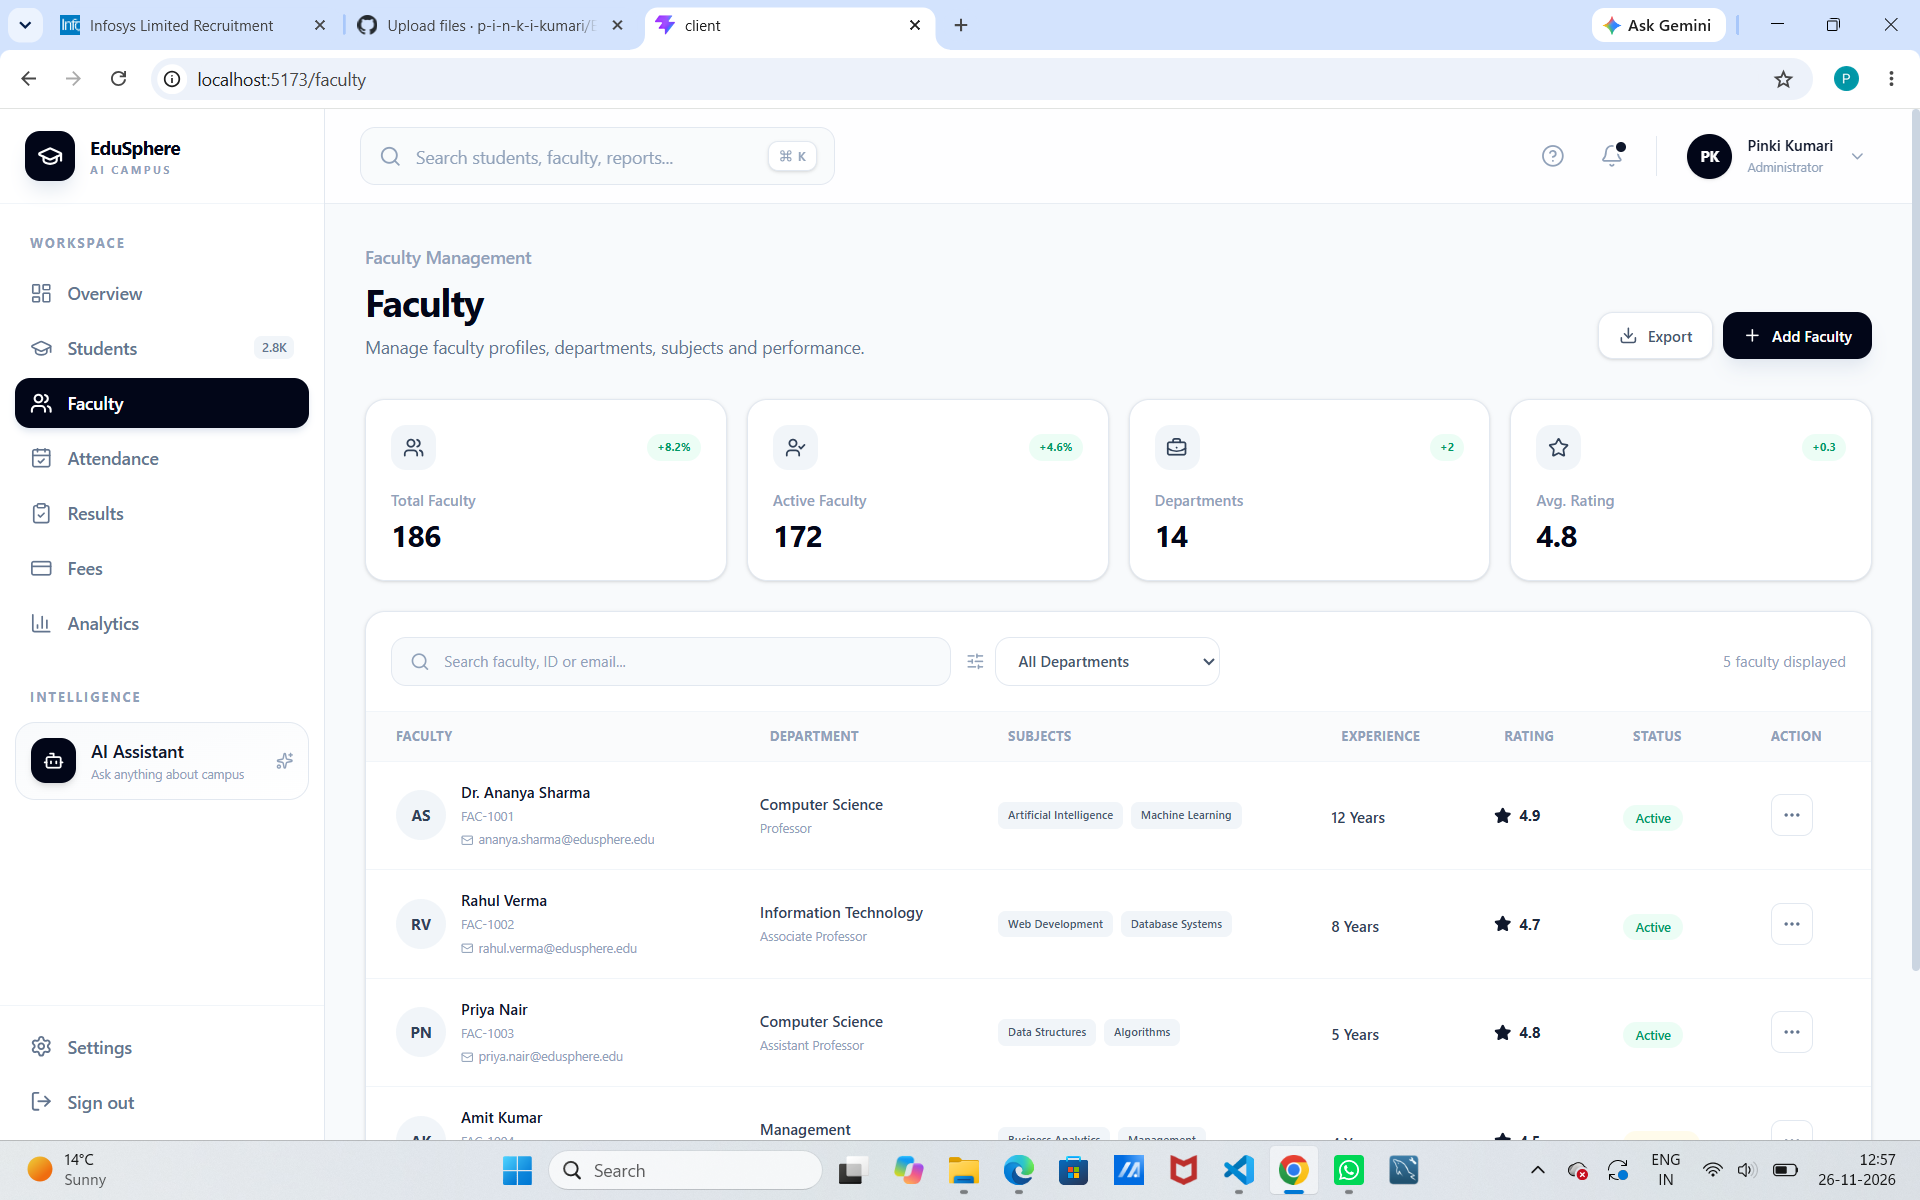 Infosys Limited Recruitment
Upload files · p-i-n-k-i-kumari/E
client
Ask Gemini
localhost:5173/faculty
P
EduSphere
AI CAMPUS
Search students, faculty, reports...
⌘ K
PK
Pinki Kumari
Administrator
WORKSPACE
Overview
Students
2.8K
Faculty
Attendance
Results
Fees
Analytics
INTELLIGENCE
AI Assistant
Ask anything about campus
Settings
Sign out
Faculty Management
Faculty
Manage faculty profiles, departments, subjects and performance.
Export
Add Faculty
+8.2%
Total Faculty
186
+4.6%
Active Faculty
172
+2
Departments
14
+0.3
Avg. Rating
4.8
Search faculty, ID or email...
All Departments
5 faculty displayed
FACULTY DEPARTMENT SUBJECTS EXPERIENCE RATING STATUS ACTION
AS
Dr. Ananya Sharma
FAC-1001
ananya.sharma@edusphere.edu
Computer Science
Professor
Artificial Intelligence
Machine Learning
12 Years
4.9
Active
RV
Rahul Verma
FAC-1002
rahul.verma@edusphere.edu
Information Technology
Associate Professor
Web Development
Database Systems
8 Years
4.7
Active
PN
Priya Nair
FAC-1003
priya.nair@edusphere.edu
Computer Science
Assistant Professor
Data Structures
Algorithms
5 Years
4.8
Active
Amit Kumar
Management
Business Analytics
Management
14°C
Sunny
Search
ENG
IN
12:57
26-11-2026